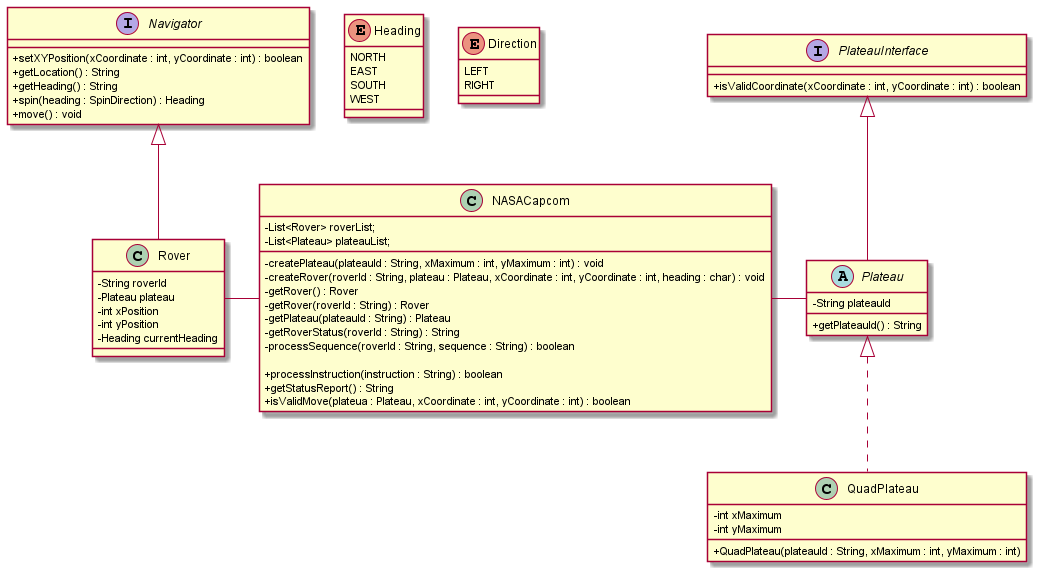 I Navigator
+setXYPosition(xCoordinate : int, yCoordinate : int) : boolean
+getLocation() : String
+getHeading() : String
+spin(heading : SpinDirection) : Heading
+move() : void
E Heading
NORTH
EAST
SOUTH
WEST
E Direction
LEFT
RIGHT
I PlateauInterface
+isValidCoordinate(xCoordinate : int, yCoordinate : int) : boolean
C Rover
-String roverId
-Plateau plateau
-int xPosition
-int yPosition
-Heading currentHeading
C NASACapcom
-List<Rover> roverList;
-List<Plateau> plateauList;
-createPlateau(plateauId : String, xMaximum : int, yMaximum : int) : void
-createRover(roverId : String, plateau : Plateau, xCoordinate : int, yCoordinate : int, heading : char) : void
-getRover() : Rover
-getRover(roverId : String) : Rover
-getPlateau(plateauId : String) : Plateau
-getRoverStatus(roverId : String) : String
-processSequence(roverId : String, sequence : String) : boolean
+processInstruction(instruction : String) : boolean
+getStatusReport() : String
+isValidMove(plateua : Plateau, xCoordinate : int, yCoordinate : int) : boolean
A Plateau
-String plateauId
+getPlateauId() : String
C QuadPlateau
-int xMaximum
-int yMaximum
+QuadPlateau(plateauId : String, xMaximum : int, yMaximum : int)